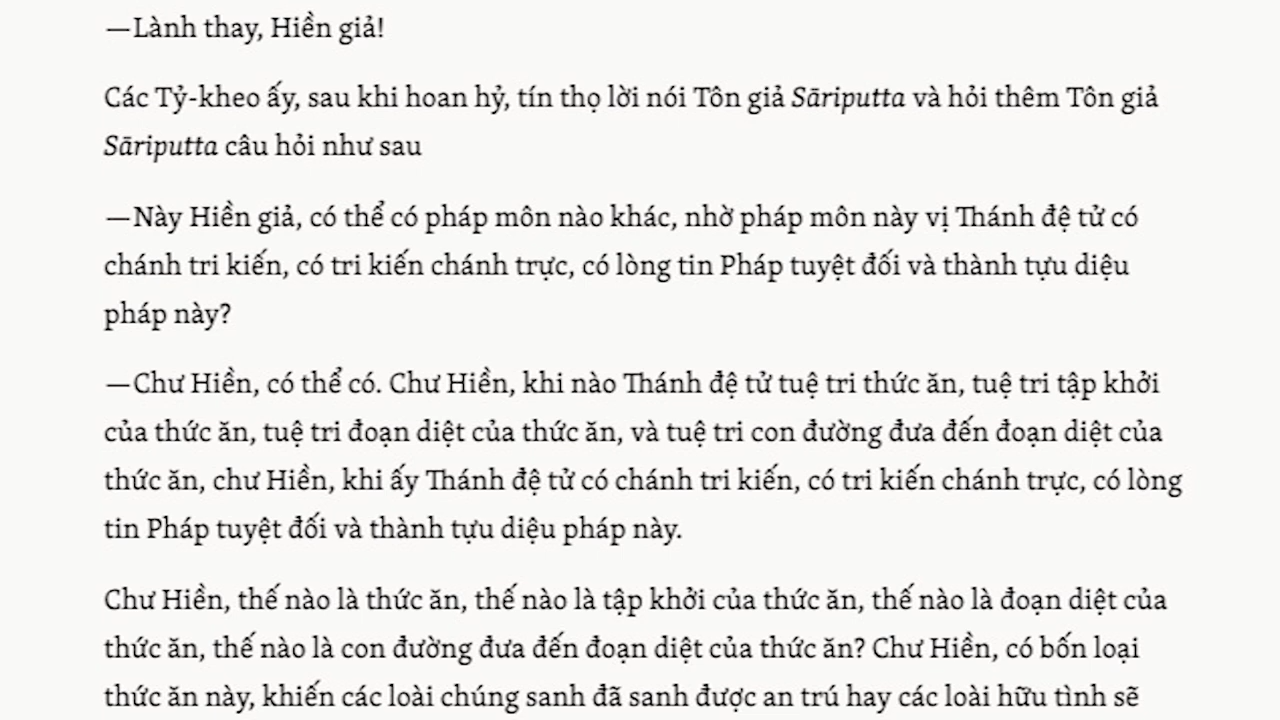 —Lành thay, Hiền giả!
Các Tỷ-kheo ấy, sau khi hoan hỷ, tín thọ lời nói Tôn giả Sāriputta và hỏi thêm Tôn giả
Sāriputta câu hỏi như sau
—Này Hiền giả, có thể có pháp môn nào khác, nhờ pháp môn này vị Thánh đệ tử có
chánh tri kiến, có tri kiến chánh trực, có lòng tin Pháp tuyệt đối và thành tựu diệu
pháp này?
—Chư Hiền, có thể có. Chư Hiền, khi nào Thánh đệ tử tuệ tri thức ăn, tuệ tri tập khởi
của thức ăn, tuệ tri đoạn diệt của thức ăn, và tuệ tri con đường đưa đến đoạn diệt của
thức ăn, chư Hiền, khi ấy Thánh đệ tử có chánh tri kiến, có tri kiến chánh trực, có lòng
tin Pháp tuyệt đối và thành tựu diệu pháp này.
Chư Hiền, thế nào là thức ăn, thế nào là tập khởi của thức ăn, thế nào là đoạn diệt của
thức ăn, thế nào là con đường đưa đến đoạn diệt của thức ăn? Chư Hiền, có bốn loại
thức ăn này, khiến các loài chúng sanh đã sanh được an trú hay các loài hữu tình sẽ